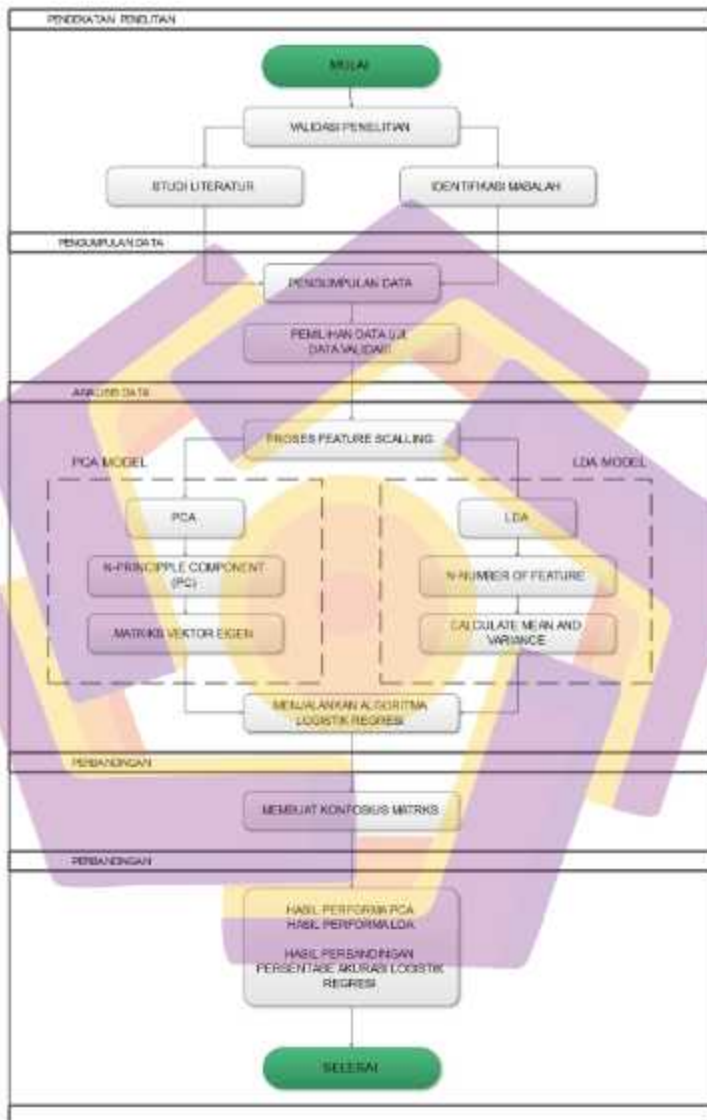 PENDEKATAN PENELITIAN
MULAI
VALIDASI PENELITIAN
STUDI LITERATUR
IDENTIFIKASI MASALAH
PENGUMPULAN DATA
PENGUMPULAN DATA
PEMILIHAN DATA UJI,
DATA VALIDASI
ANALISIS DATA
PROSES FEATURE SCALLING
PCA MODEL
LDA MODEL
PCA
LDA
N-PRINCIPPLE COMPONENT
(PC)
N-NUMBER OF FEATURE
MATRIKS VEKTOR EIGEN
CALCULATE MEAN AND
VARIANCE
MENJALANKAN ALGORITMA
LOGISTIK REGRESI
PERBANDINGAN
MEMBUAT KONFOSIUS MATRIKS
PERBANDINGAN
HASIL PERFORMA PCA
HASIL PERFORMA LDA
HASIL PERBANDINGAN
PERSENTASE AKURASI LOGISTIK
REGRESI
SELESAI